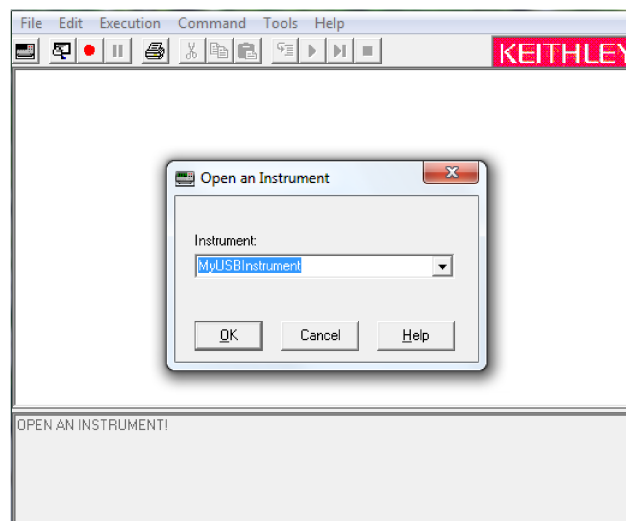 File Edit Execution Command Tools Help
KEITHLEY
Open an Instrument
Instrument:
MyUSBInstrument
OK Cancel Help
OPEN AN INSTRUMENT!